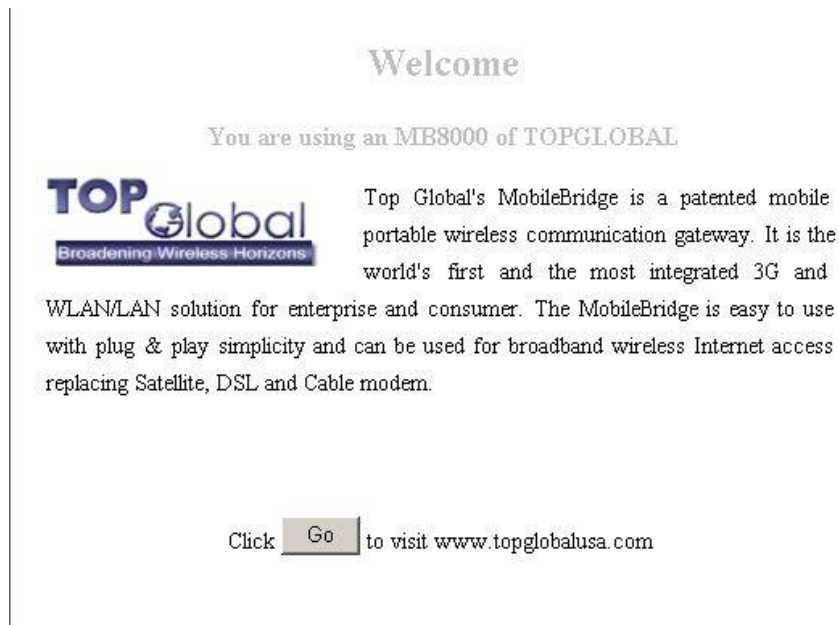 Welcome
You are using an MB8000 of TOPGLOBAL
TOP Global
Broadening Wireless Horizons
Top Global's MobileBridge is a patented mobile
portable wireless communication gateway. It is the
world's first and the most integrated 3G and
WLAN/LAN solution for enterprise and consumer. The MobileBridge is easy to use
with plug & play simplicity and can be used for broadband wireless Internet access
replacing Satellite, DSL and Cable modem.
Click Go to visit www.topglobalusa.com